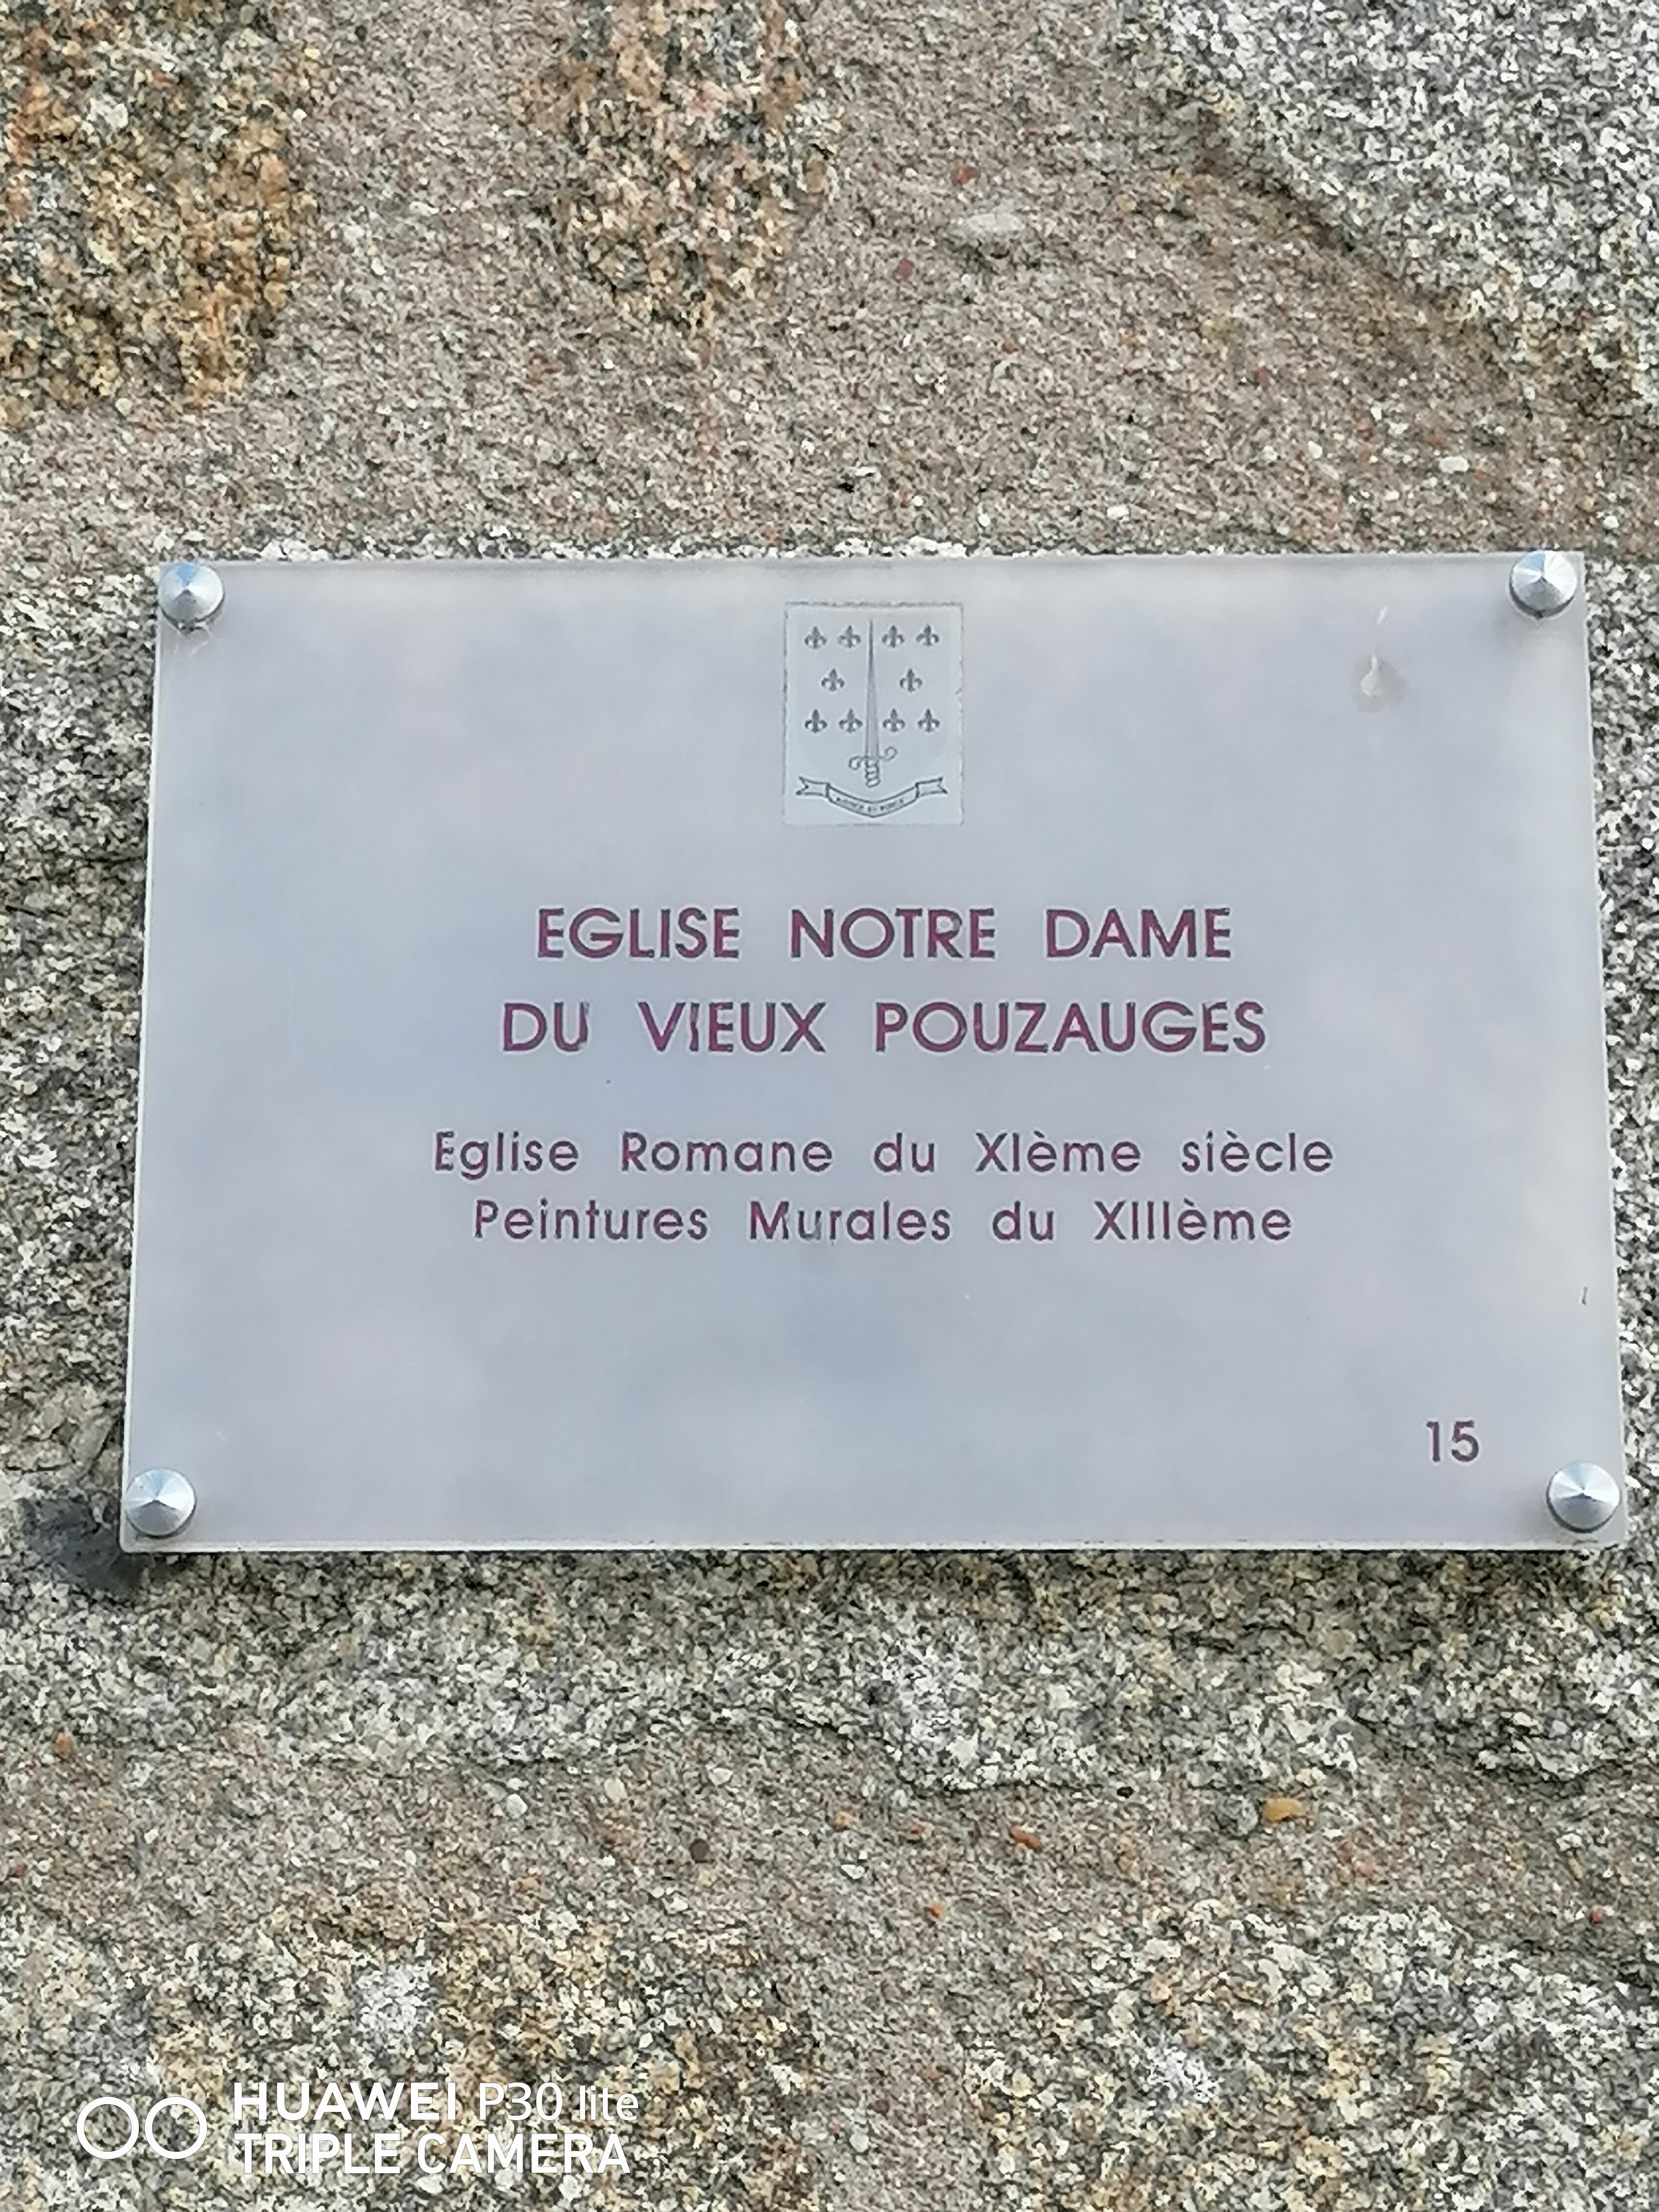 EGLISE NOTRE DAME
DU VIEUX POUZAUGES
Eglise Romane du XIème siècle
Peintures Murales du XIIIème
15
HUAWEI P30 lite
TRIPLE CAMERA